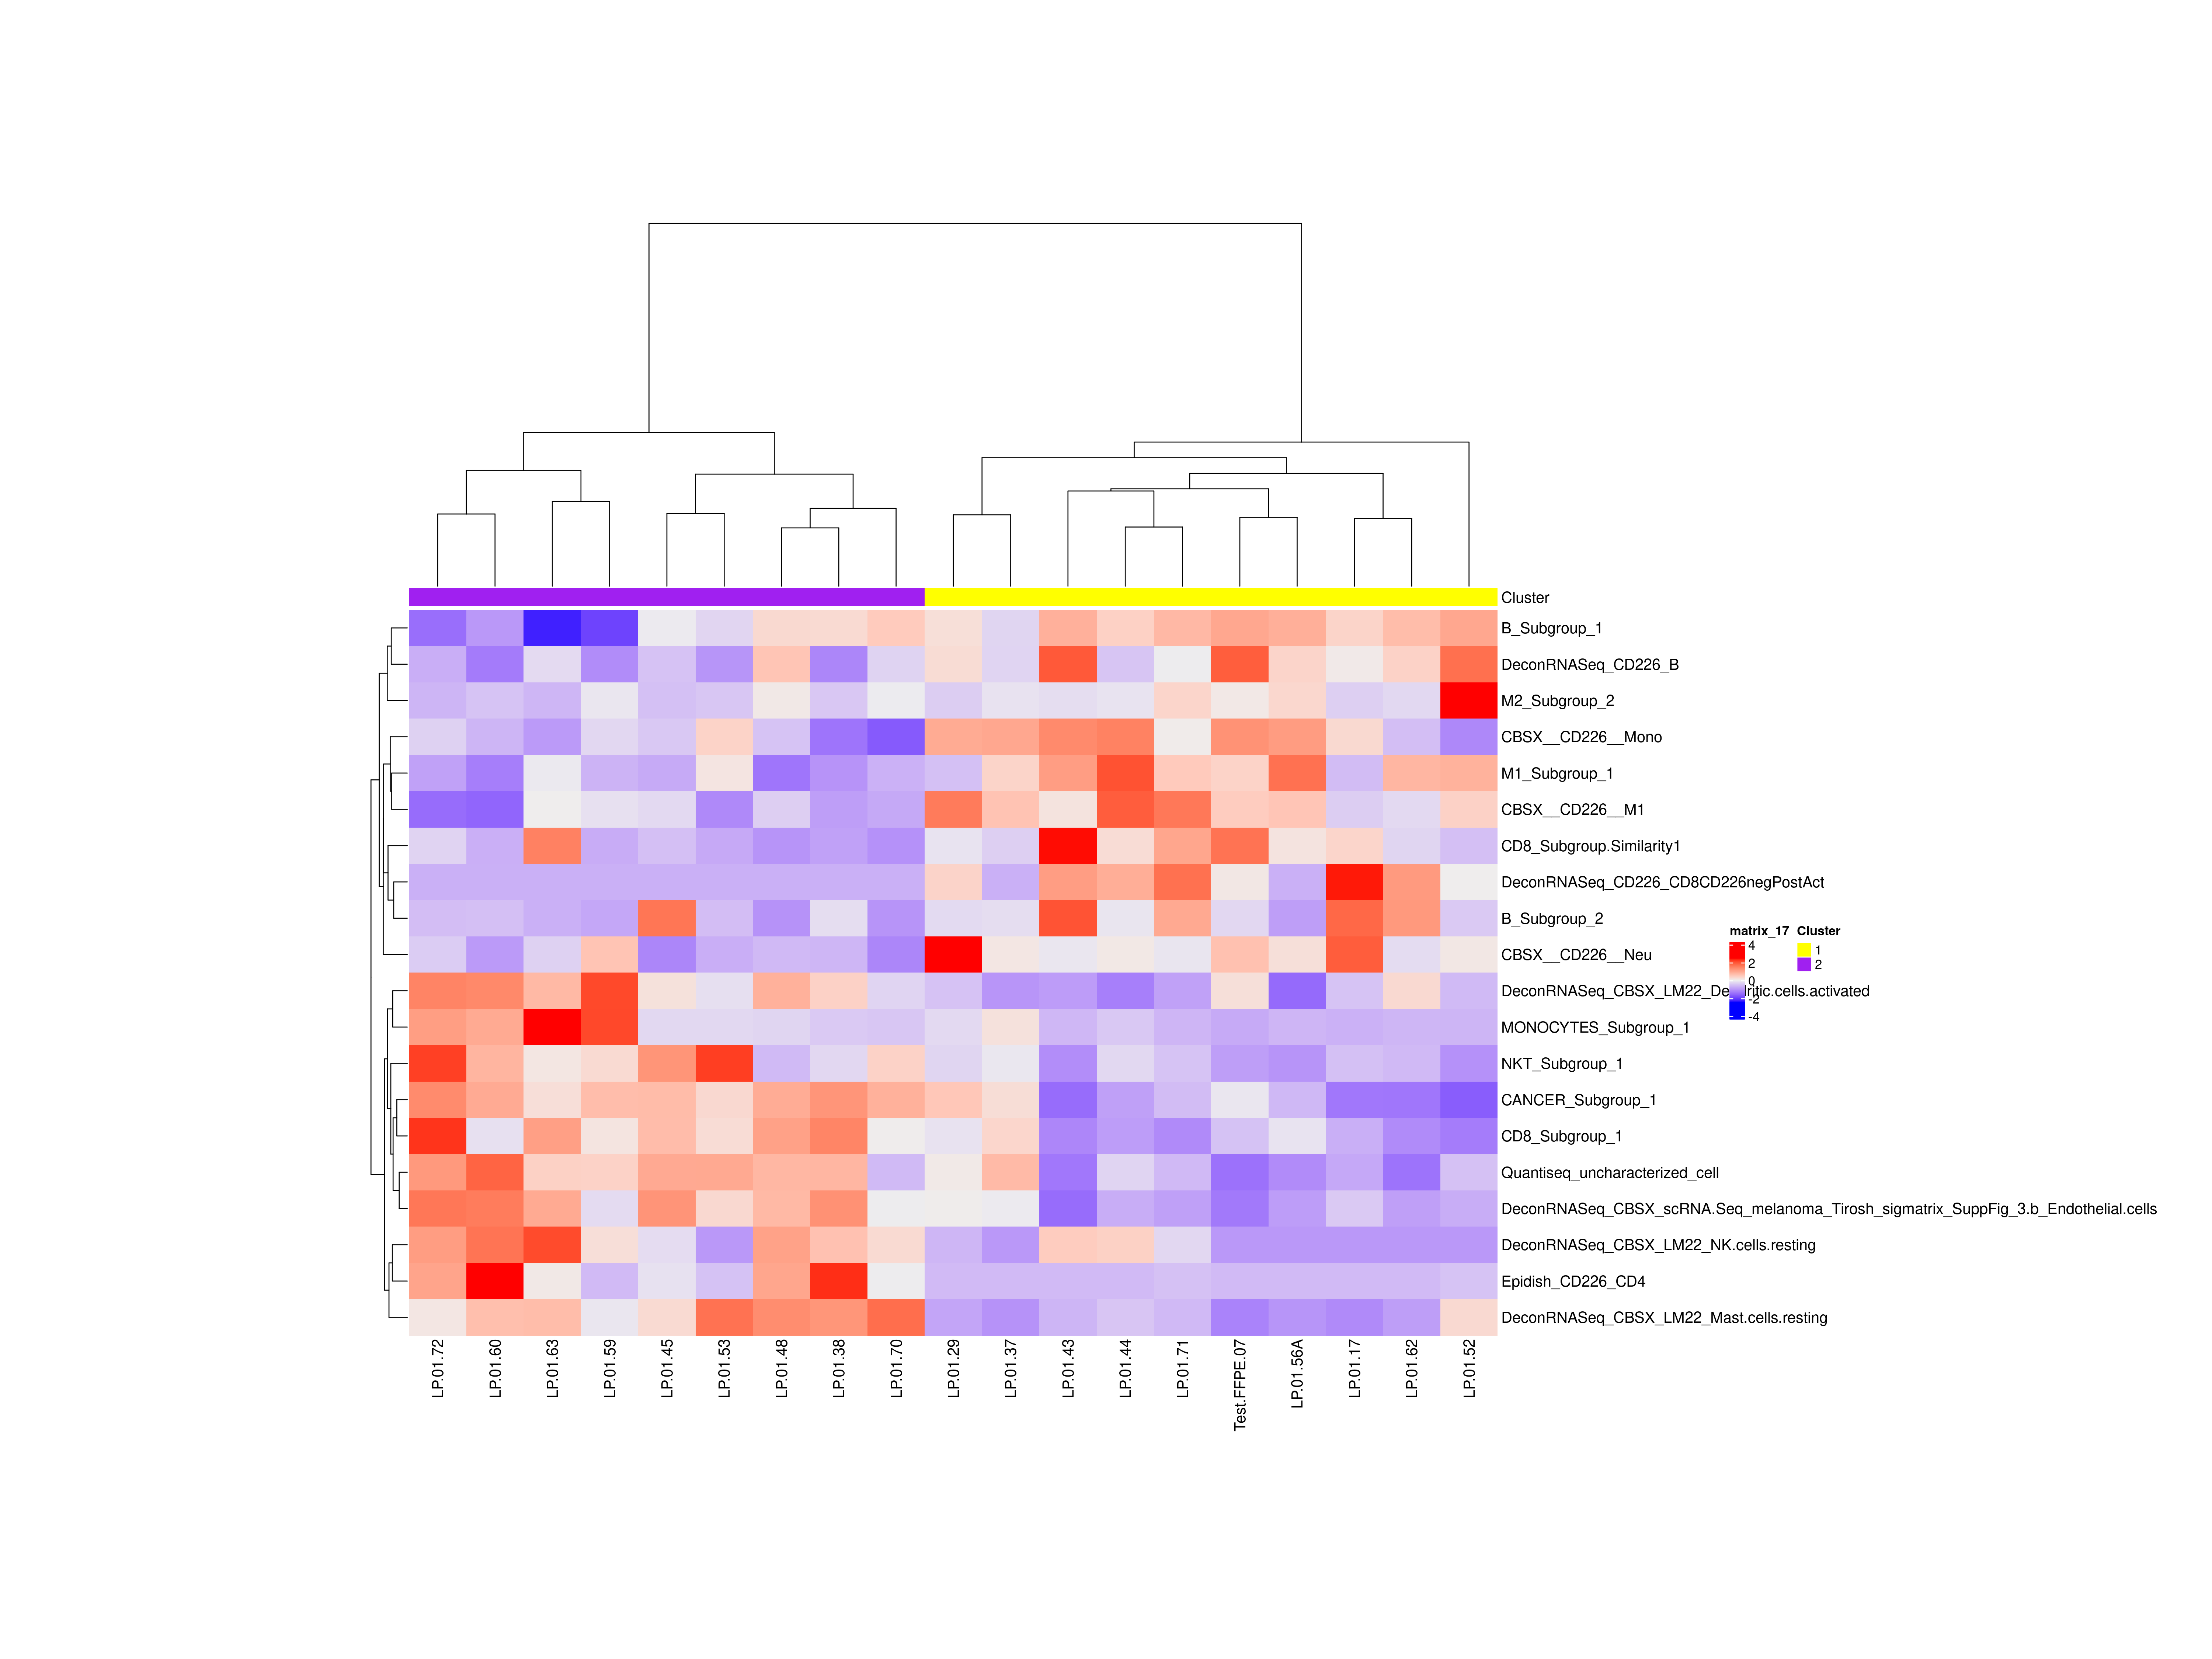 Cluster
B_Subgroup_1
DeconRNASeq_CD226_B
M2_Subgroup_2
CBSX__CD226__Mono
M1_Subgroup_1
CBSX__CD226__M1
CD8_Subgroup.Similarity1
DeconRNASeq_CD226_CD8CD226negPostAct
B_Subgroup_2
CBSX__CD226__Neu
DeconRNASeq_CBSX_LM22_Dendritic.cells.activated
MONOCYTES_Subgroup_1
NKT_Subgroup_1
CANCER_Subgroup_1
CD8_Subgroup_1
Quantiseq_uncharacterized_cell
DeconRNASeq_CBSX_scRNA.Seq_melanoma_Tirosh_sigmatrix_SuppFig_3.b_Endothelial.cells
DeconRNASeq_CBSX_LM22_NK.cells.resting
Epidish_CD226_CD4
DeconRNASeq_CBSX_LM22_Mast.cells.resting
matrix_17
4
2
0
-2
-4
Cluster
1
2
LP.01.72
LP.01.60
LP.01.63
LP.01.59
LP.01.45
LP.01.53
LP.01.48
LP.01.38
LP.01.70
LP.01.29
LP.01.37
LP.01.43
LP.01.44
LP.01.71
Test.FFPE.07
LP.01.56A
LP.01.17
LP.01.62
LP.01.52